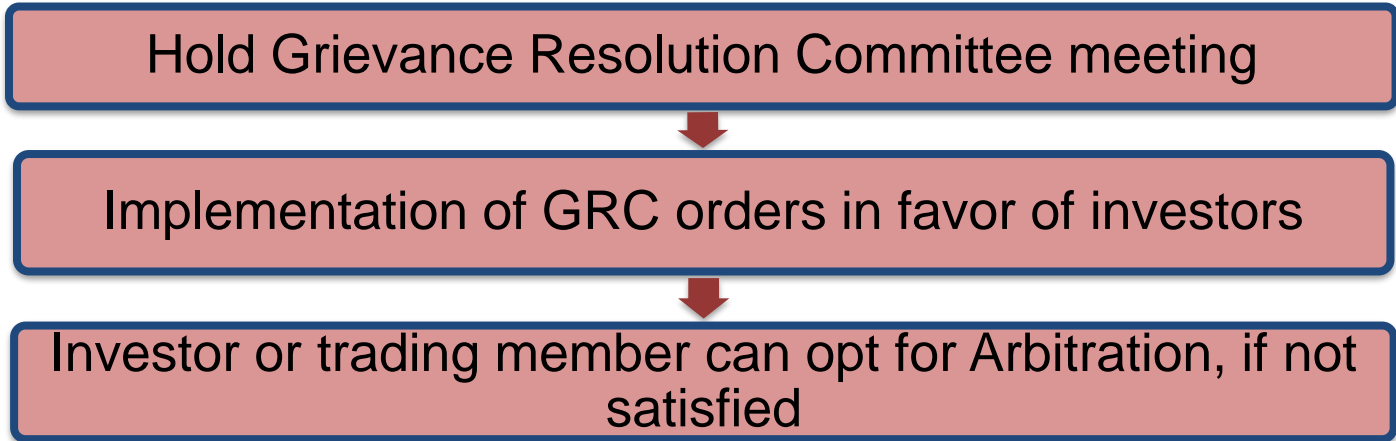 Hold Grievance Resolution Committee meeting
Implementation of GRC orders in favor of investors
Investor or trading member can opt for Arbitration, if not
satisfied